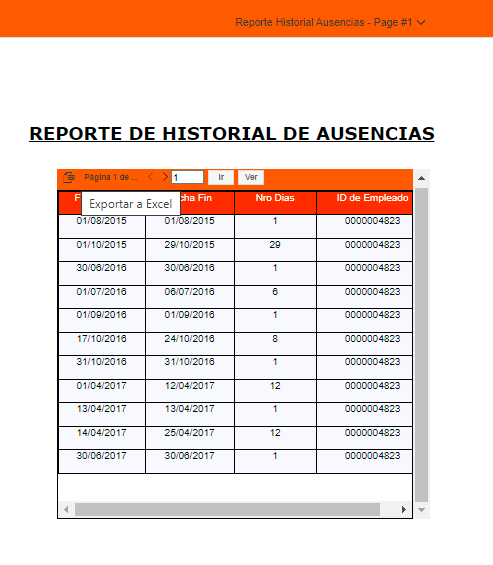 Reporte Historial Ausencias - Page #1
REPORTE DE HISTORIAL DE AUSENCIAS
Página 1 de ... 1 Ir Ver
F cha Fin Nro Dias ID de Empleado
Exportar a Excel
01/08/2015 01/08/2015 1 0000004823
01/10/2015 29/10/2015 29 0000004823
30/06/2016 30/06/2016 1 0000004823
01/07/2016 06/07/2016 6 0000004823
01/09/2016 01/09/2016 1 0000004823
17/10/2016 24/10/2016 8 0000004823
31/10/2016 31/10/2016 1 0000004823
01/04/2017 12/04/2017 12 0000004823
13/04/2017 13/04/2017 1 0000004823
14/04/2017 25/04/2017 12 0000004823
30/06/2017 30/06/2017 1 0000004823